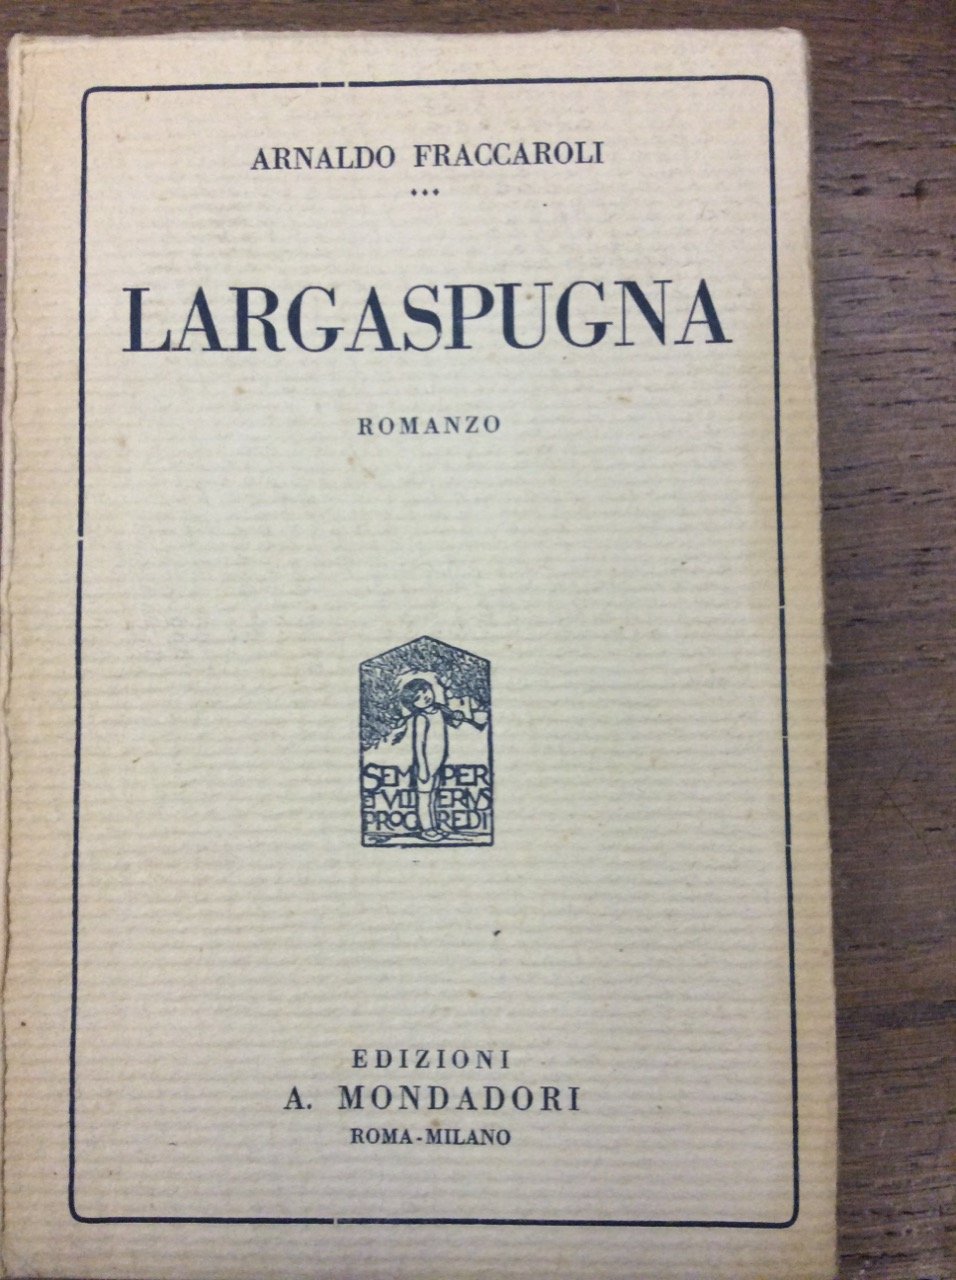 ARNALDO FRACCAROLI
LARGASPUGNA
ROMANZO
SEMPER
ET VLTERIVS
PROGREDI
EDIZIONI
A. MONDADORI
ROMA-MILANO